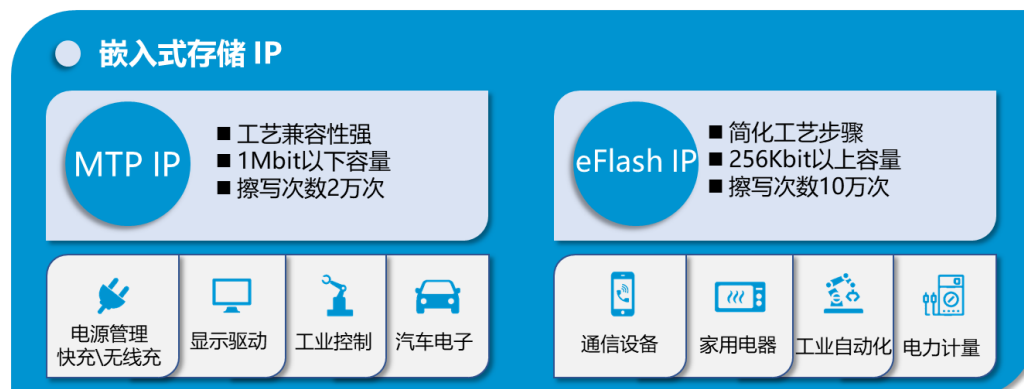 嵌入式存储 IP
MTP IP
■ 工艺兼容性强
■ 1Mbit以下容量
■ 擦写次数2万次
eFlash IP
■ 简化工艺步骤
■ 256Kbit以上容量
■ 擦写次数10万次
电源管理
快充\无线充
显示驱动
工业控制
汽车电子
通信设备
家用电器
工业自动化
电力计量